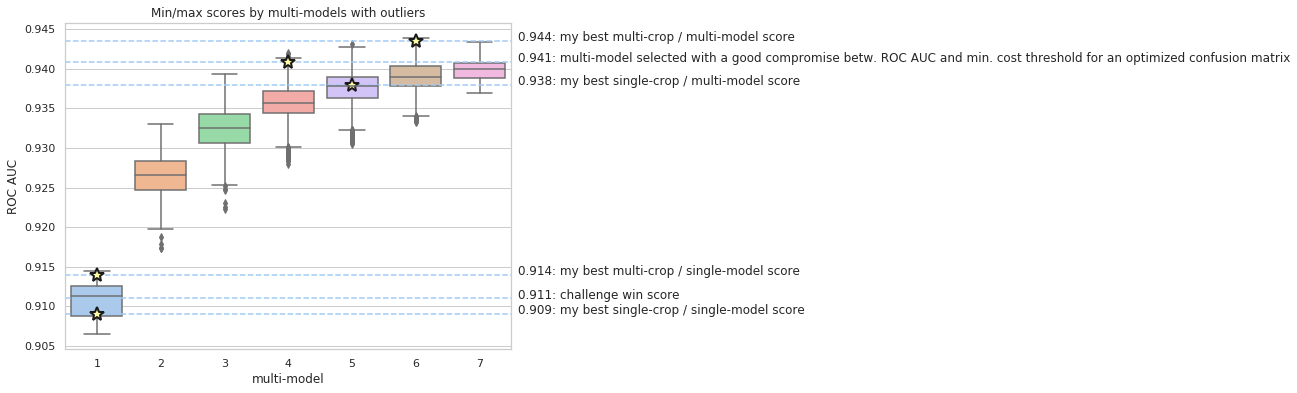 Min/max scores by multi-models with outliers
0.945
0.944: my best multi-crop / multi-model score
0.941: multi-model selected with a good compromise betw. ROC AUC and min. cost threshold for an optimized confusion matrix
0.940
0.938: my best single-crop / multi-model score
0.935
0.930
0.925
0.920
0.915
0.914: my best multi-crop / single-model score
0.911: challenge win score
0.910
0.909: my best single-crop / single-model score
0.905
ROC AUC
1 2 3 4 5 6 7
multi-model